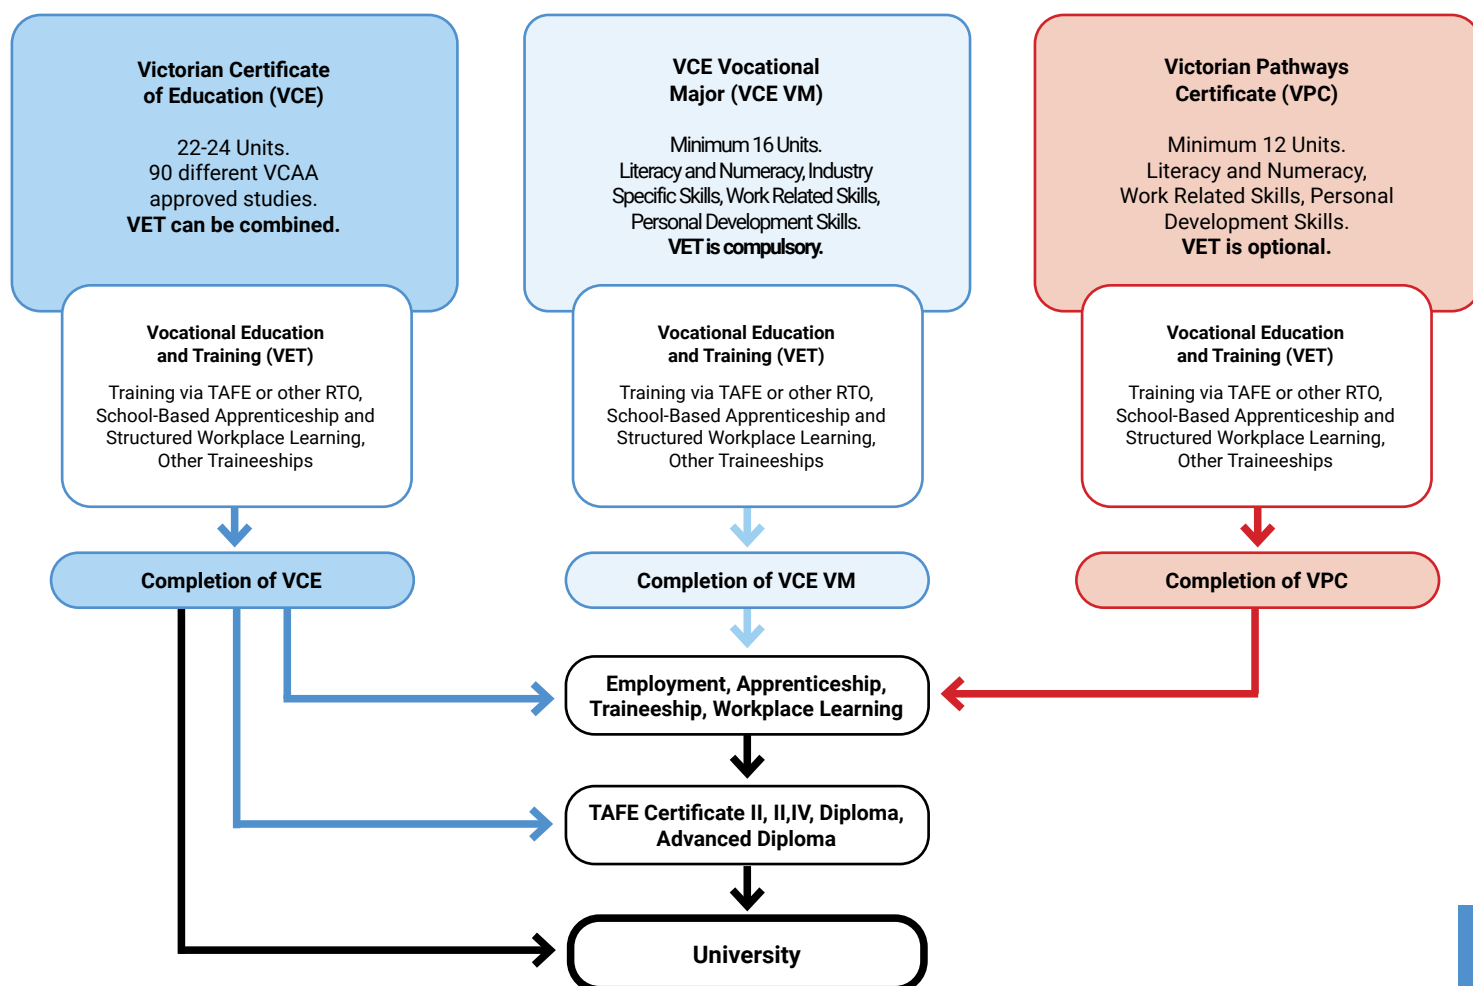 Victorian Certificate
of Education (VCE)
22-24 Units.
90 different VCAA
approved studies.
VET can be combined.
Vocational Education
and Training (VET)
Training via TAFE or other RTO,
School-Based Apprenticeship and
Structured Workplace Learning,
Other Traineeships
VCE Vocational
Major (VCE VM)
Minimum 16 Units.
Literacy and Numeracy, Industry
Specific Skills, Work Related Skills,
Personal Development Skills.
VET is compulsory.
Vocational Education
and Training (VET)
Training via TAFE or other RTO,
School-Based Apprenticeship and
Structured Workplace Learning,
Other Traineeships
Victorian Pathways
Certificate (VPC)
Minimum 12 Units.
Literacy and Numeracy,
Work Related Skills, Personal
Development Skills.
VET is optional.
Vocational Education
and Training (VET)
Training via TAFE or other RTO,
School-Based Apprenticeship and
Structured Workplace Learning,
Other Traineeships
Completion of VCE
Completion of VCE VM
Completion of VPC
Employment, Apprenticeship,
Traineeship, Workplace Learning
TAFE Certificate II, II,IV, Diploma,
Advanced Diploma
University